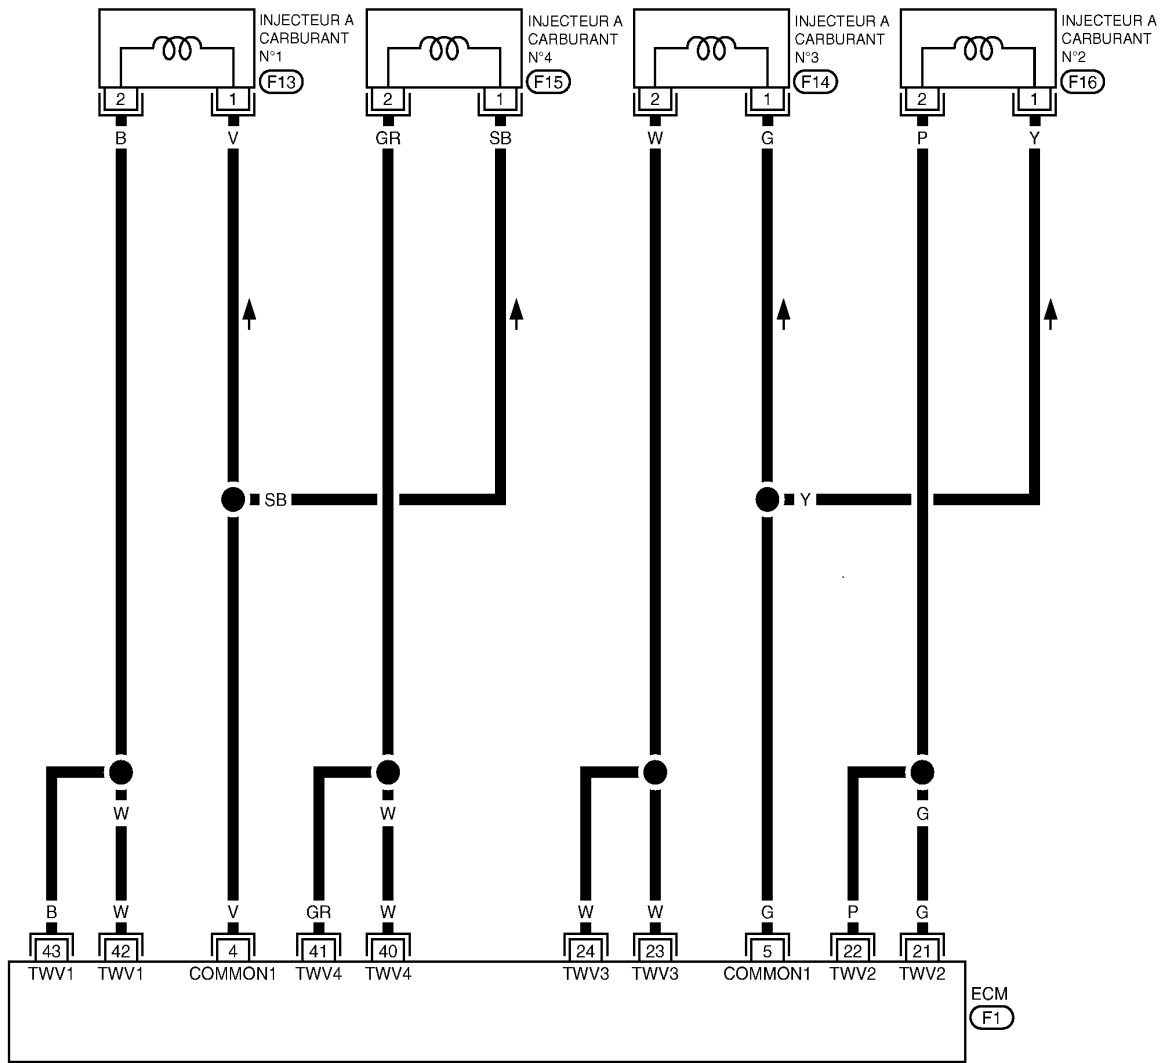 INJECTEUR A
CARBURANT
N°1
F13
INJECTEUR A
CARBURANT
N°4
F15
INJECTEUR A
CARBURANT
N°3
F14
INJECTEUR A
CARBURANT
N°2
F16
2 1 2 1 2 1 2 1
B V GR SB W G P Y
SB Y
W W G
B W V GR W W W G P G
43 42 4 41 40 24 23 5 22 21
TWV1 TWV1 COMMON1 TWV4 TWV4 TWV3 TWV3 COMMON1 TWV2 TWV2
ECM
F1